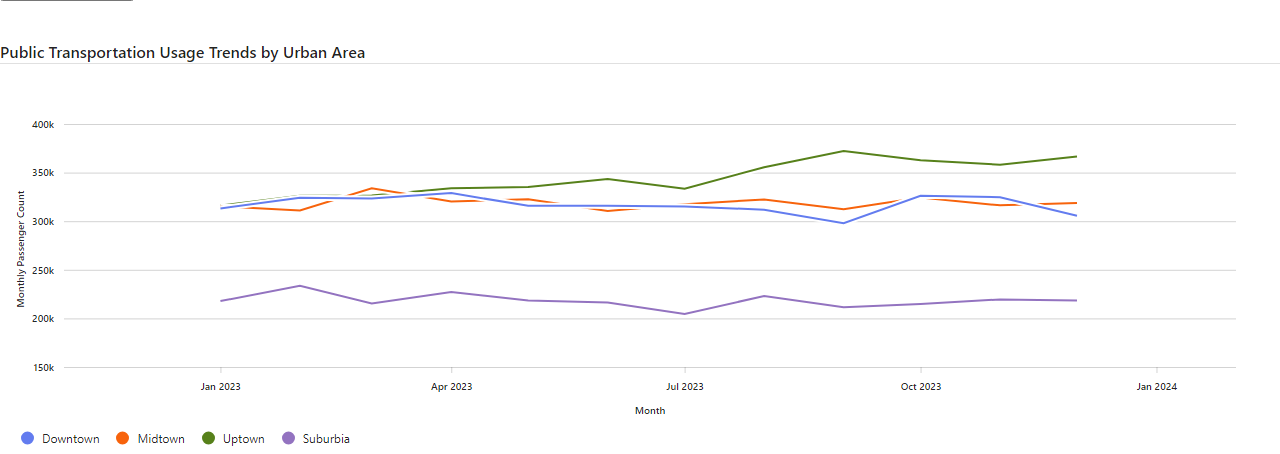 Public Transportation Usage Trends by Urban Area
Monthly Passenger Count
400k
350k
300k
250k
200k
150k
Jan 2023
Apr 2023
Jul 2023
Oct 2023
Jan 2024
Month
Downtown
Midtown
Uptown
Suburbia